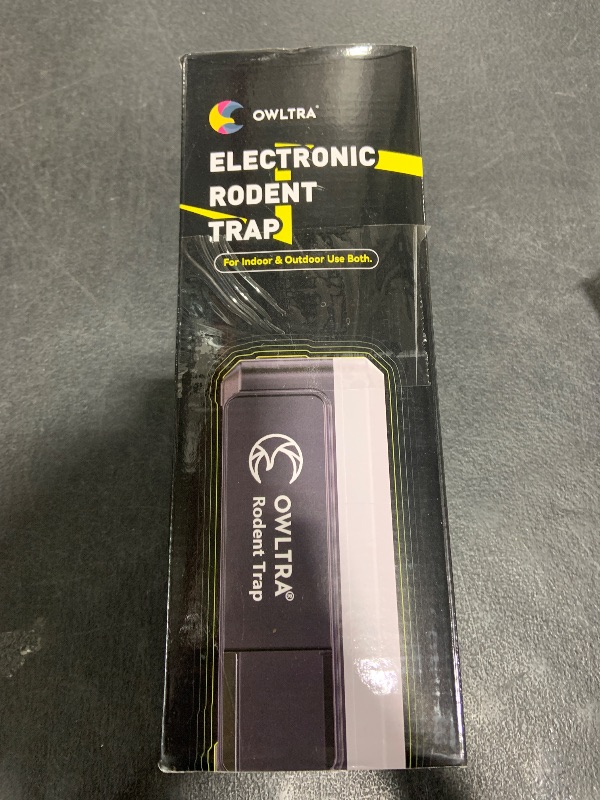 OWLTRA®
ELECTRONIC
RODENT
TRAP
For Indoor & Outdoor Use Both.
OWLTRA®
Rodent Trap